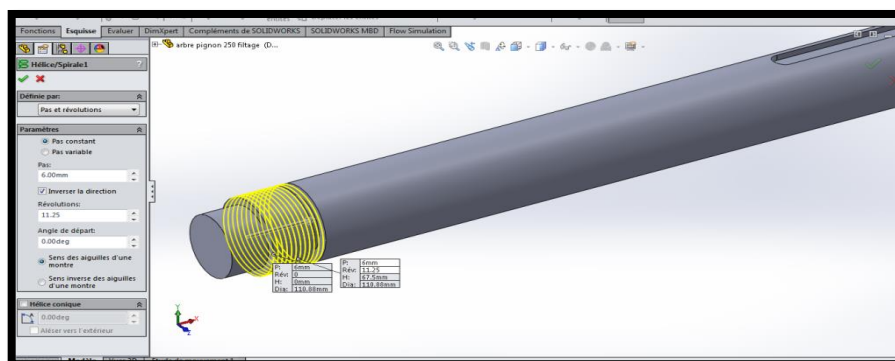 Fonctions Esquisse Evaluer DimXpert Compléments de SOLIDWORKS SOLIDWORKS MBD Flow Simulation
arbre pignon 258 filtage (D...
Hélice/Spirale1 ?
Définie par:
Pas et révolutions
Paramètres
Pas constant
Pas variable
Pas:
6.00mm
Inverser la direction
Révolutions:
11.25
Angle de départ:
0.00deg
Sens des aiguilles d'une
montre
Sens inverse des aiguilles
d'une montre
Hélice conique
0.00deg
Aléser vers l'extérieur
P: 6mm
Rév: 0
H: 0mm
Dia: 110.08mm
P: 6mm
Rév: 11.25
H: 67.5mm
Dia: 110.08mm
Y
X
Z